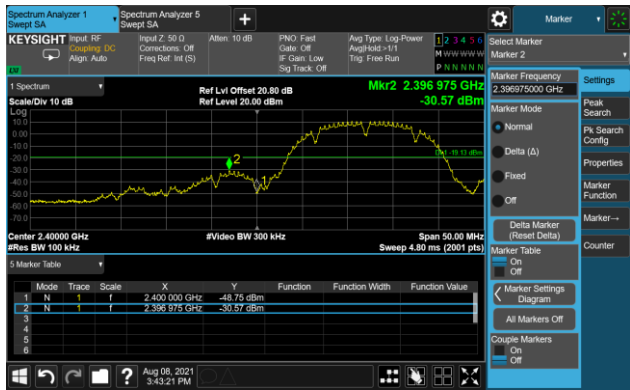 Spectrum Analyzer 1
Swept SA
Spectrum Analyzer 5
Swept SA
+
Marker
KEYSIGHT
Input: RF
Coupling: DC
Align: Auto
Input Z: 50 Ω
Corrections: Off
Freq Ref: Int (S)
Atten: 10 dB
PNO: Fast
Gate: Off
IF Gain: Low
Sig Track: Off
Avg Type: Log-Power
Avg|Hold:>1/1
Trig: Free Run
1 2 3 4 5 6
M W W W W W
P N N N N N
Select Marker
Marker 2
1 Spectrum
Scale/Div 10 dB
Log
Ref Lvl Offset 20.80 dB
Ref Level 20.00 dBm
Mkr2 2.396 975 GHz
-30.57 dBm
10.0
0.00
-10.0
-20.0
-30.0
-40.0
-50.0
-60.0
-70.0
DL1 -19.13 dBm
2
1
Center 2.40000 GHz
#Video BW 300 kHz
Span 50.00 MHz
#Res BW 100 kHz
Sweep 4.80 ms (2001 pts)
5 Marker Table
Mode Trace Scale X Y Function Function Width Function Value
1 N 1 f 2.400 000 GHz -48.75 dBm
2 N 1 f 2.396 975 GHz -30.57 dBm
3
4
5
6
Marker Frequency
2.396975000 GHz
Marker Mode
Normal
Delta (Δ)
Fixed
Off
Delta Marker
(Reset Delta)
Marker Table
On
Off
Marker Settings
Diagram
All Markers Off
Couple Markers
On
Off
Settings
Peak
Search
Pk Search
Config
Properties
Marker
Function
Marker→
Counter
?
Aug 08, 2021
3:43:21 PM